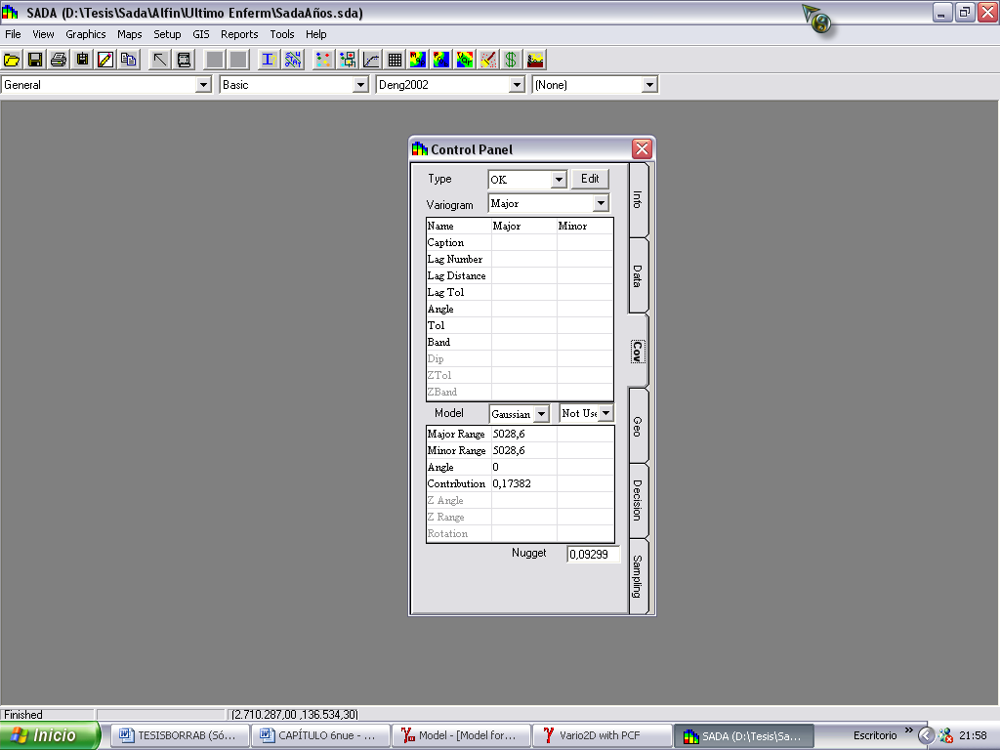 SADA (D:\Tesis\Sada\Alfin\Ultimo Enferm\SadaAños.sda)
File View Graphics Maps Setup GIS Reports Tools Help
General Basic Deng2002 (None)
Control Panel
Type OK Edit
Variogram Major
Name Major Minor
Caption
Lag Number
Lag Distance
Lag Tol
Angle
Tol
Band
Dip
ZTol
ZBand
Model Gaussian Not Use
Major Range 5028,6
Minor Range 5028,6
Angle 0
Contribution 0,17382
Z Angle
Z Range
Rotation
Nugget 0,09299
Info
Data
Cov
Geo
Decision
Sampling
Finished (2.710.287,00 ,136.534,30)
Inicio TESISBORRAB (Só... CAPÍTULO 6nue - ... Model - [Model for... Vario2D with PCF SADA (D:\Tesis\Sa... Escritorio » 21:58